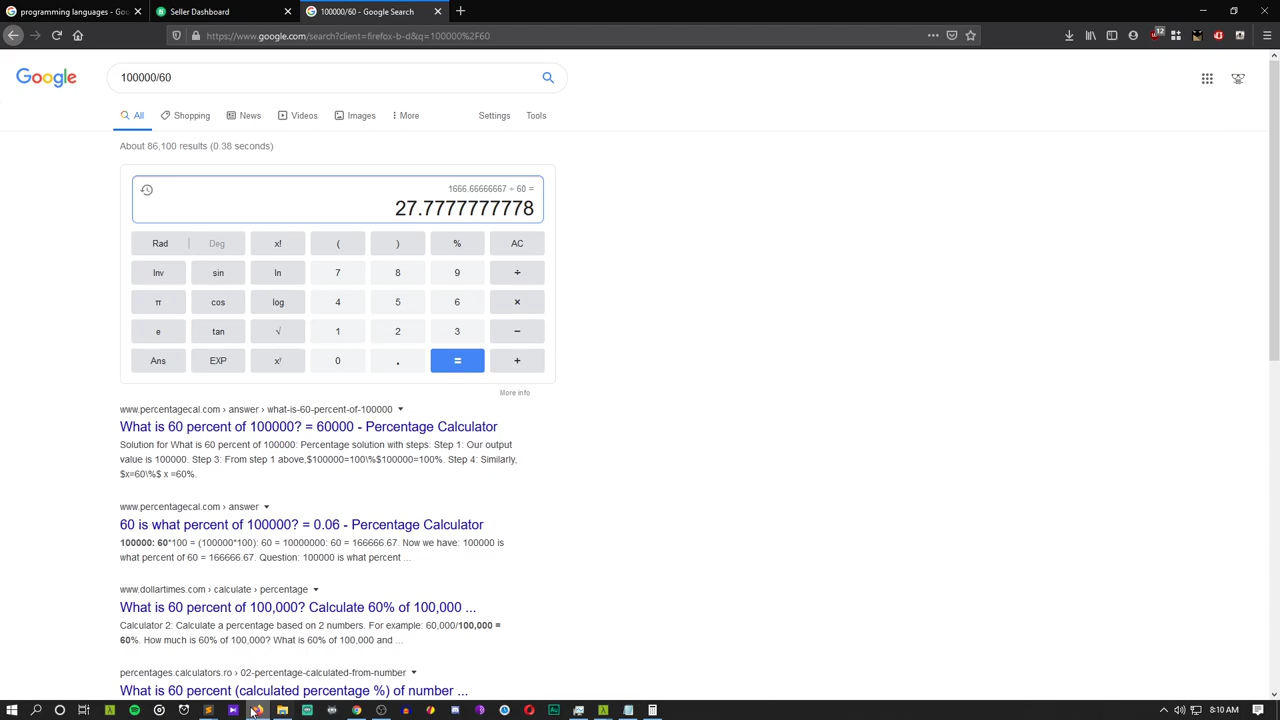 programming languages - Goo
Seller Dashboard
100000/60 - Google Search
https://www.google.com/search?client=firefox-b-d&q=100000%2F60
12
Google
100000/60
All
Shopping
News
Videos
Images
More
Settings
Tools
About 86,100 results (0.38 seconds)
1666.66666667 ÷ 60 =
27.7777777778
Rad
Deg
x!
(
)
%
AC
Inv
sin
ln
7
8
9
÷
π
cos
log
4
5
6
×
e
tan
√
1
2
3
−
Ans
EXP
xʸ
0
.
=
+
More info
www.percentagecal.com › answer › what-is-60-percent-of-100000
What is 60 percent of 100000? = 60000 - Percentage Calculator
Solution for What is 60 percent of 100000: Percentage solution with steps: Step 1: Our output
value is 100000. Step 3: From step 1 above,$100000=100\%$100000=100%. Step 4: Similarly,
$x=60\%$ x =60%.
www.percentagecal.com › answer
60 is what percent of 100000? = 0.06 - Percentage Calculator
100000: 60*100 = (100000*100): 60 = 10000000: 60 = 166666.67. Now we have: 100000 is
what percent of 60 = 166666.67. Question: 100000 is what percent ...
www.dollartimes.com › calculate › percentage
What is 60 percent of 100,000? Calculate 60% of 100,000 ...
Calculator 2: Calculate a percentage based on 2 numbers. For example: 60,000/100,000 =
60%. How much is 60% of 100,000? What is 60% of 100,000 and ...
percentages.calculators.ro › 02-percentage-calculated-from-number
What is 60 percent (calculated percentage %) of number ...
8:10 AM